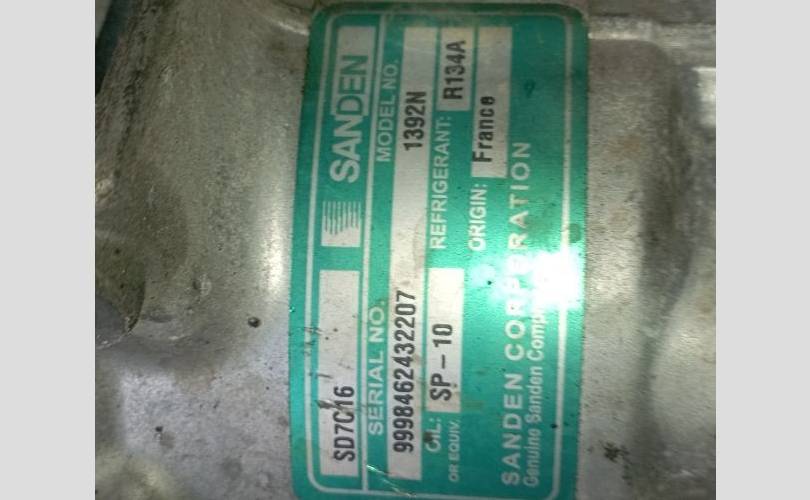 SD7C16
SANDEN
SERIAL NO.
MODEL NO.
9998462432207
1392N
OIL: SP-10
OR EQUIV.
REFRIGERANT: R134A
ORIGIN: France
SANDEN CORPORATION
Genuine Sanden